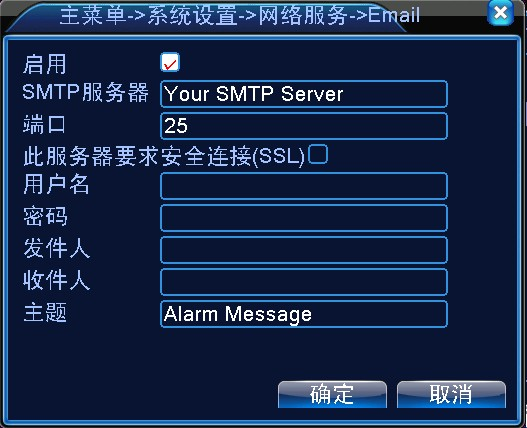 主菜单->系统设置->网络服务->Email
启用
SMTP服务器 Your SMTP Server
端口 25
此服务器要求安全连接(SSL)
用户名
密码
发件人
收件人
主题 Alarm Message
确定 取消